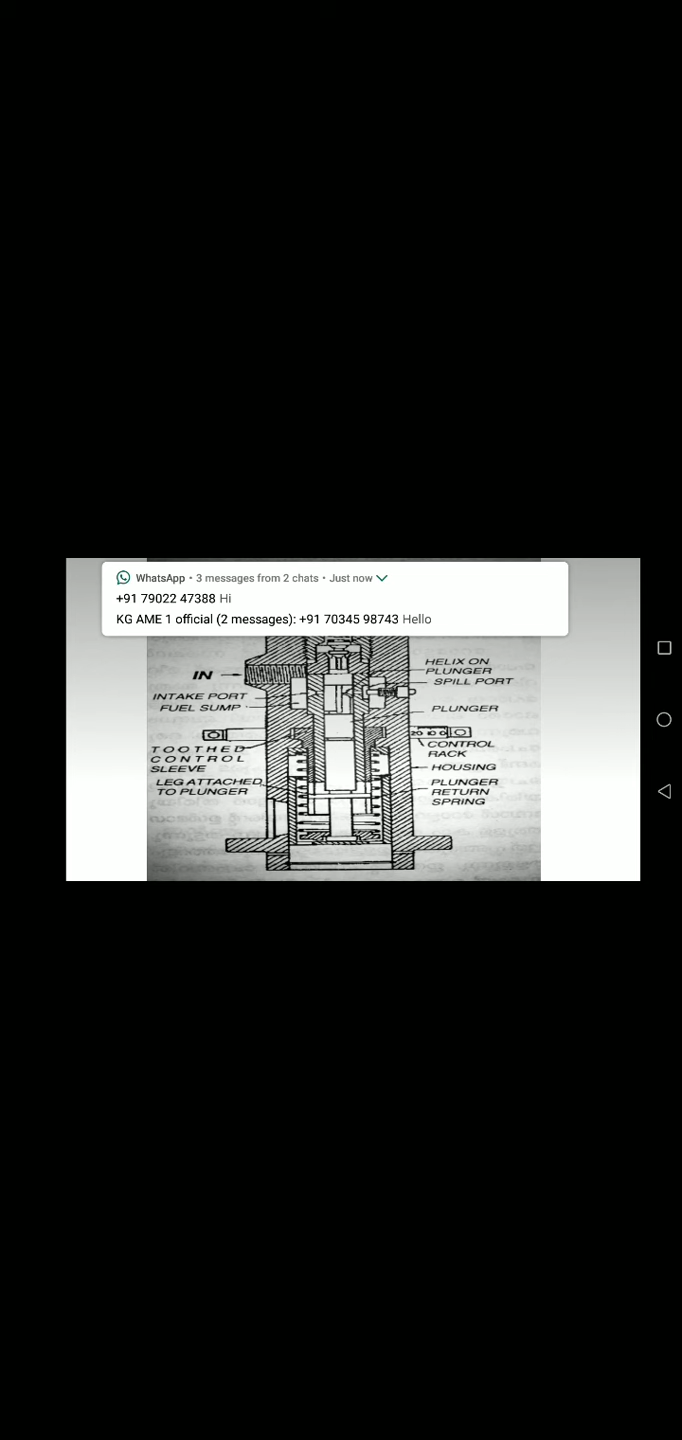 WhatsApp • 3 messages from 2 chats • Just now
+91 79022 47388 Hi
KG AME 1 official (2 messages): +91 70345 98743 Hello
IN
INTAKE PORT
FUEL SUMP
TOOTHED
CONTROL
SLEEVE
LEG ATTACHED
TO PLUNGER
HELIX ON
PLUNGER
SPILL PORT
PLUNGER
CONTROL
RACK
HOUSING
PLUNGER
RETURN
SPRING